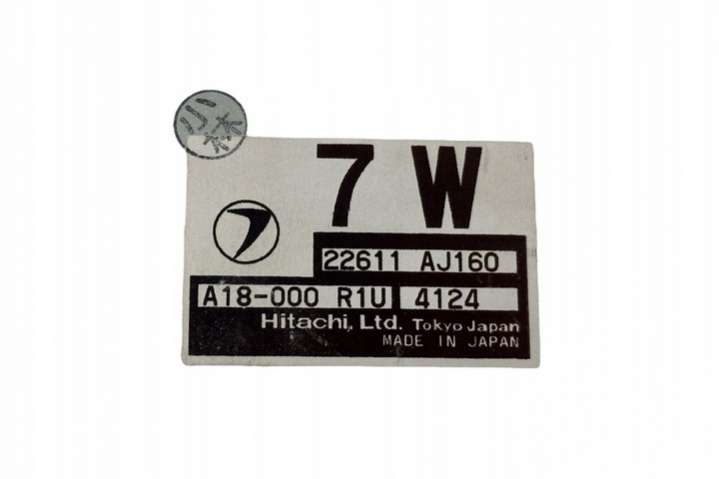 7 W
22611 AJ160
A18-000 R1U 4124
Hitachi, Ltd. Tokyo Japan
MADE IN JAPAN